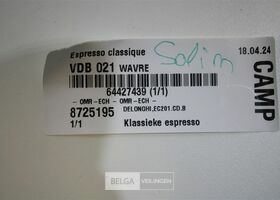 Espresso classique
Salim
18.04.24
VDB 021 WAVRE
CAMP
64427439 (1/1)
- OMR-ECH - - OMR-ECH -
8725195 DELONGHI,EC201.CD.B
1/1 Klassieke espresso
BELGA VEILINGEN